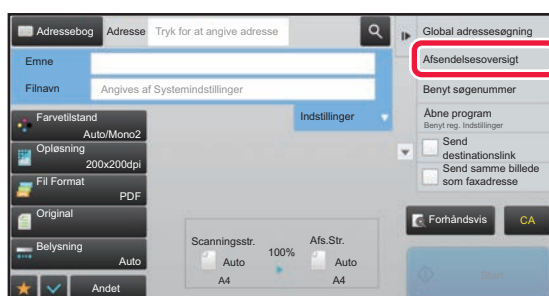 Adressebog
Adresse
Tryk for at angive adresse
Emne
Filnavn
Angives af Systemindstillinger
Indstillinger
Farvetilstand
Auto/Mono2
Opløsning
200x200dpi
Fil Format
PDF
Original
Belysning
Auto
Andet
Scanningsstr.
Auto
A4
100%
Afs.Str.
Auto
A4
Global adressesøgning
Afsendelsesoversigt
Benyt søgenummer
Åbne program
Benyt reg. Indstillinger
Send
destinationslink
Send samme billede
som faxadresse
Forhåndsvis
CA
Start